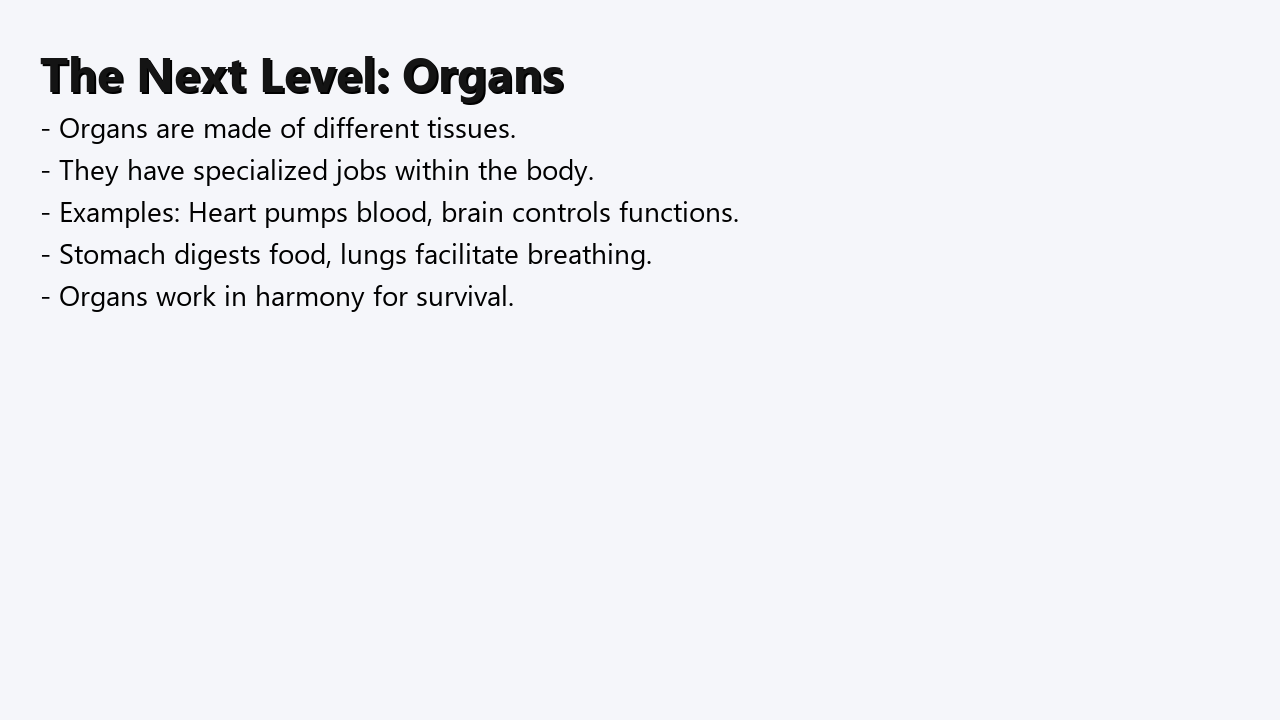 The Next Level: Organs
- Organs are made of different tissues.
- They have specialized jobs within the body.
- Examples: Heart pumps blood, brain controls functions.
- Stomach digests food, lungs facilitate breathing.
- Organs work in harmony for survival.